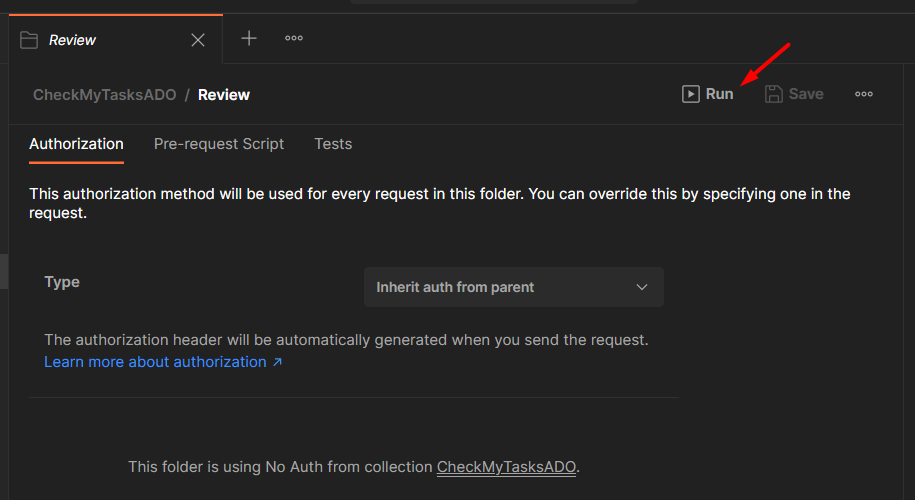 Review
CheckMyTasksADO / Review
Run
Save
Authorization
Pre-request Script
Tests
This authorization method will be used for every request in this folder. You can override this by specifying one in the
request.
Type
Inherit auth from parent
The authorization header will be automatically generated when you send the request.
Learn more about authorization ↗
This folder is using No Auth from collection CheckMyTasksADO.